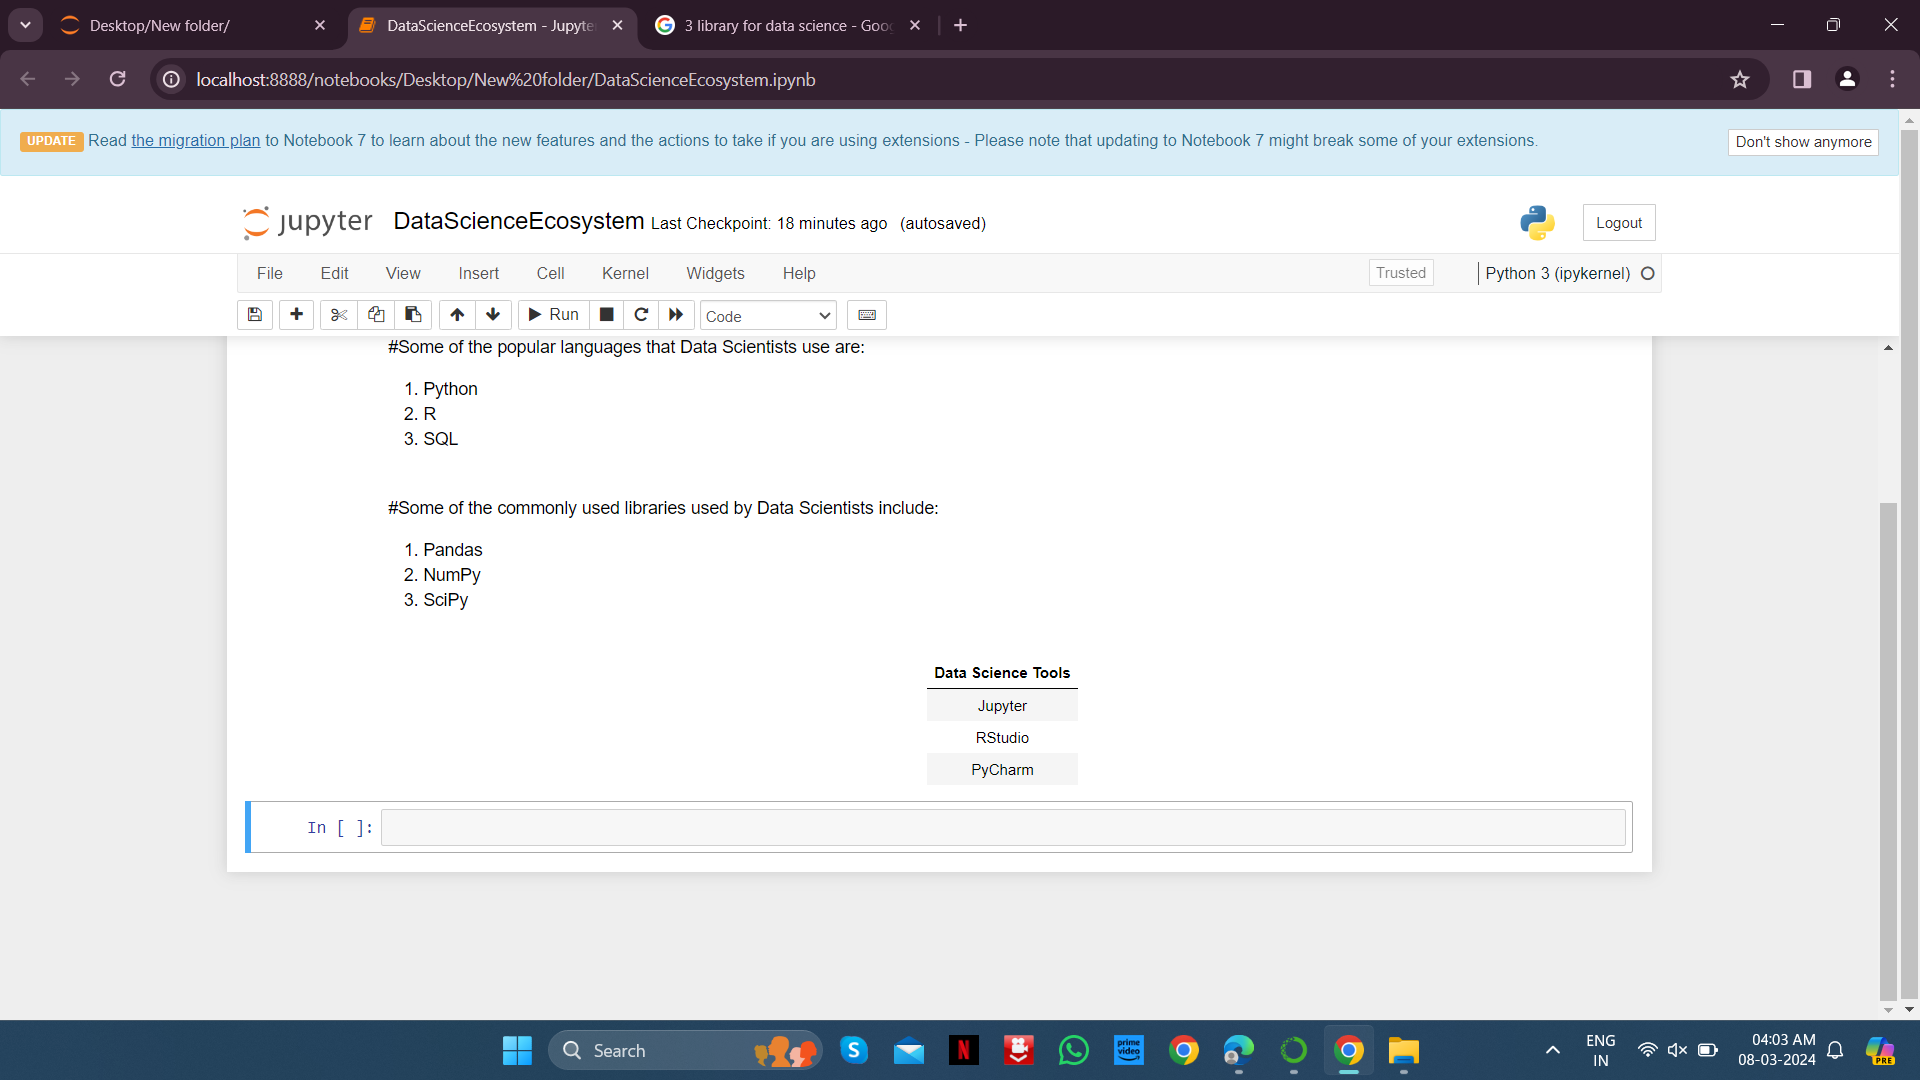 Desktop/New folder/
DataScienceEcosystem - Jupyte
3 library for data science - Goo
localhost:8888/notebooks/Desktop/New%20folder/DataScienceEcosystem.ipynb
UPDATE Read the migration plan to Notebook 7 to learn about the new features and the actions to take if you are using extensions - Please note that updating to Notebook 7 might break some of your extensions.
Don't show anymore
jupyter DataScienceEcosystem Last Checkpoint: 18 minutes ago (autosaved)
Logout
File Edit View Insert Cell Kernel Widgets Help
Trusted
Python 3 (ipykernel)
Run
Code
#Some of the popular languages that Data Scientists use are:
1. Python
2. R
3. SQL
#Some of the commonly used libraries used by Data Scientists include:
1. Pandas
2. NumPy
3. SciPy
Data Science Tools
Jupyter
RStudio
PyCharm
In [ ]:
Search
S
N
prime video
ENG
IN
04:03 AM
08-03-2024
PRE